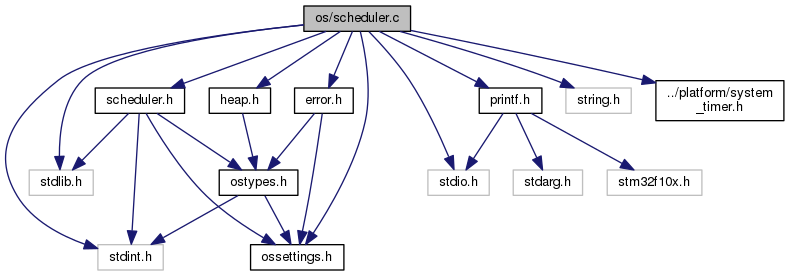 os/scheduler.c
scheduler.h
heap.h
error.h
printf.h
string.h
../platform/system
_timer.h
stdlib.h
ostypes.h
stdio.h
stdarg.h
stm32f10x.h
stdint.h
ossettings.h